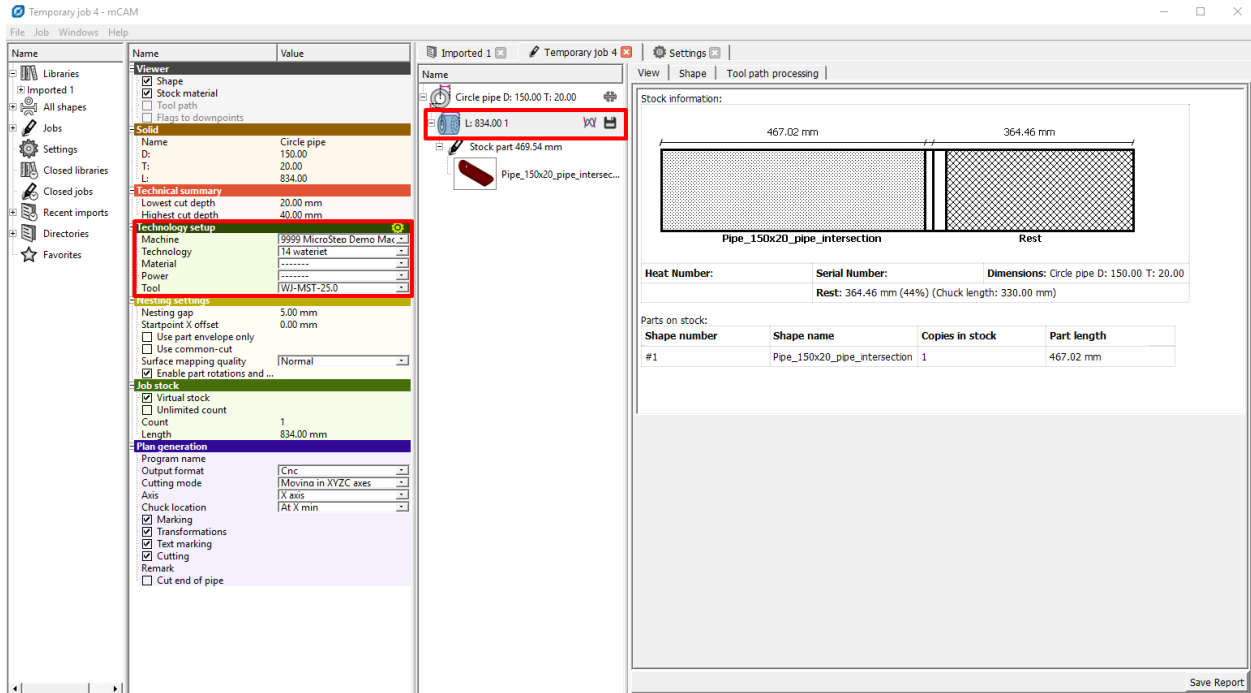 Temporary job 4 - mCAM
File Job Windows Help
Name
Libraries
Imported 1
All shapes
Jobs
Settings
Closed libraries
Closed jobs
Recent imports
Directories
Favorites
Name Value
Viewer
Shape
Stock material
Tool path
Flags to downpoints
Solid
Name Circle pipe
D: 150.00
T: 20.00
L: 834.00
Technical summary
Lowest cut depth 20.00 mm
Highest cut depth 40.00 mm
Technology setup
Machine 9999 MicroStep Demo Mac
Technology 14 waterjet
Material -------
Power -------
Tool WJ-MST-25.0
Nesting settings
Nesting gap 5.00 mm
Startpoint X offset 0.00 mm
Use part envelope only
Use common-cut
Surface mapping quality Normal
Enable part rotations and ...
Job stock
Virtual stock
Unlimited count
Count 1
Length 834.00 mm
Plan generation
Program name
Output format Cnc
Cutting mode Moving in XYZC axes
Axis X axis
Chuck location At X min
Marking
Transformations
Text marking
Cutting
Remark
Cut end of pipe
Imported 1 Temporary job 4 Settings
Name
Circle pipe D: 150.00 T: 20.00
L: 834.00 1
Stock part 469.54 mm
Pipe_150x20_pipe_intersec...
View Shape Tool path processing
Stock information:
467.02 mm 364.46 mm
Pipe_150x20_pipe_intersection Rest
Heat Number: Serial Number: Dimensions: Circle pipe D: 150.00 T: 20.00
Rest: 364.46 mm (44%) (Chuck length: 330.00 mm)
Parts on stock:
Shape number Shape name Copies in stock Part length
#1 Pipe_150x20_pipe_intersection 1 467.02 mm
Save Report